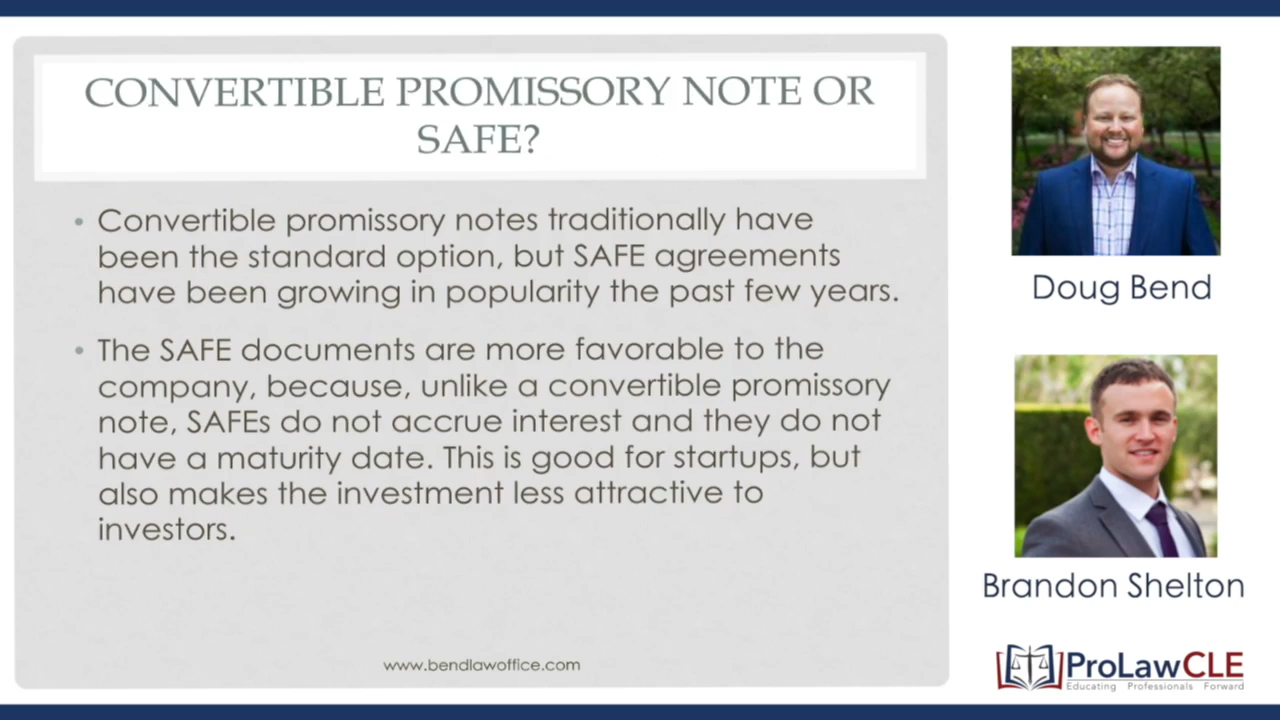 CONVERTIBLE PROMISSORY NOTE OR
SAFE?
• Convertible promissory notes traditionally have
been the standard option, but SAFE agreements
have been growing in popularity the past few years.
• The SAFE documents are more favorable to the
company, because, unlike a convertible promissory
note, SAFEs do not accrue interest and they do not
have a maturity date. This is good for startups, but
also makes the investment less attractive to
investors.
www.bendlawoffice.com
Doug Bend
Brandon Shelton
ProLawCLE
Educating Professionals Forward